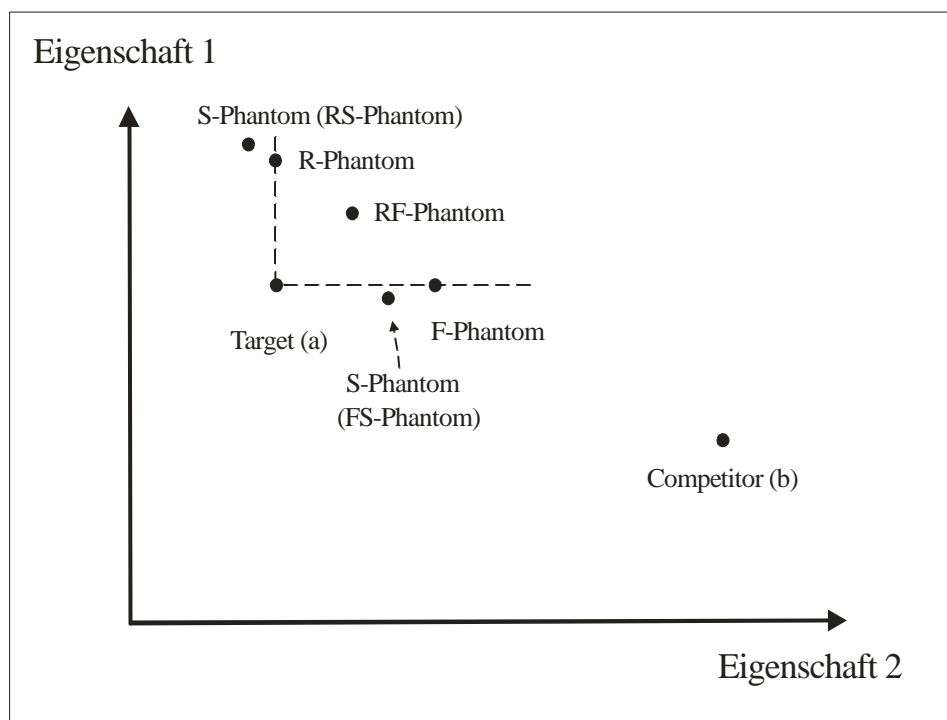 Eigenschaft 1
S-Phantom (RS-Phantom)
R-Phantom
RF-Phantom
Target (a)
F-Phantom
S-Phantom
(FS-Phantom)
Competitor (b)
Eigenschaft 2